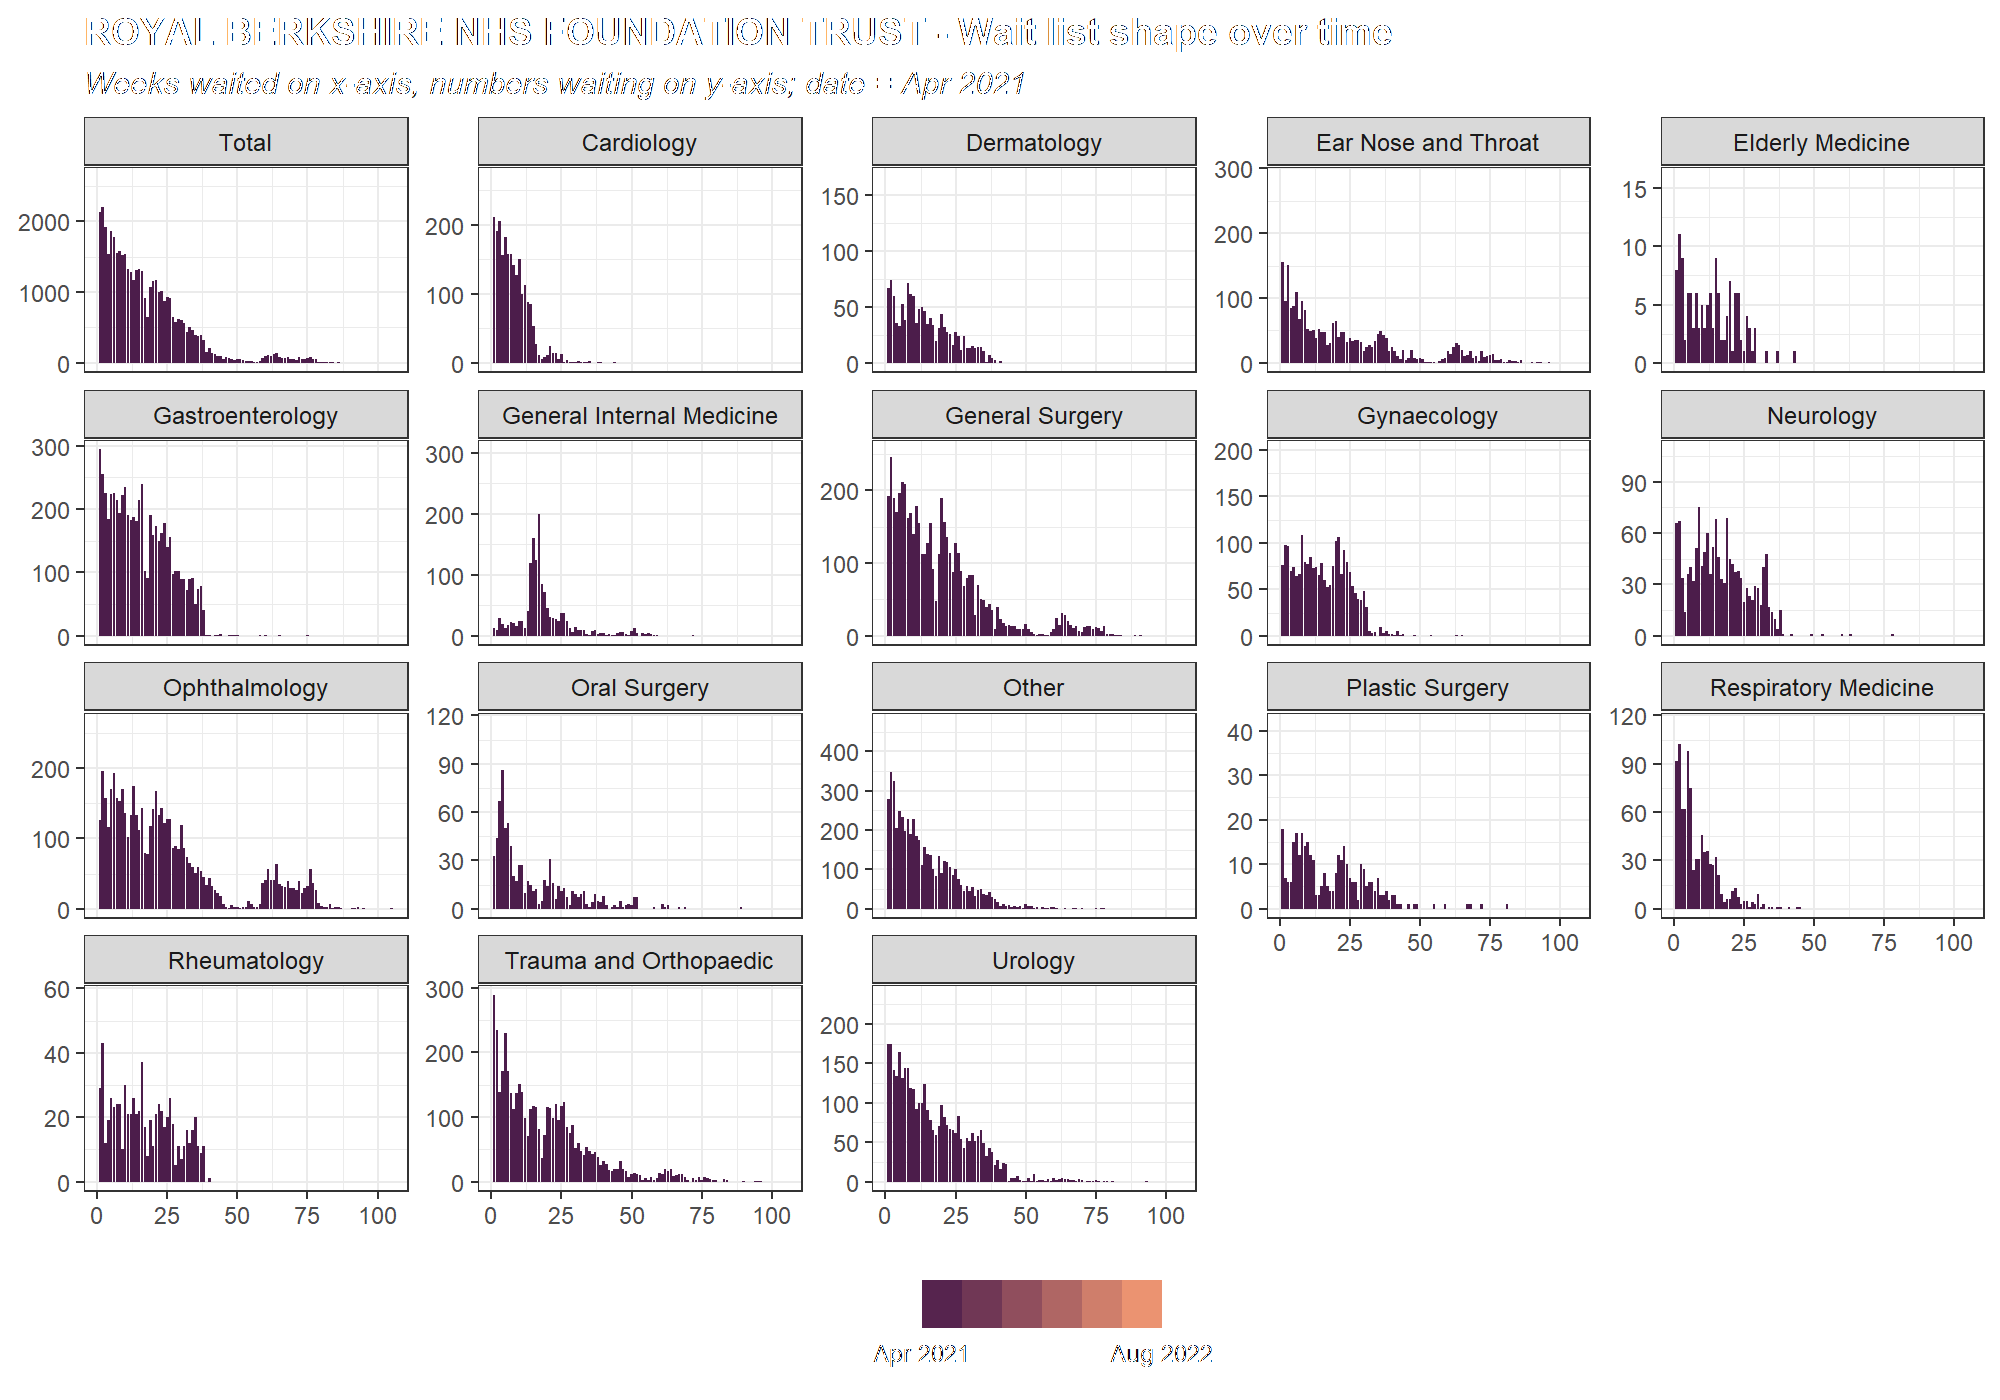 ROYAL BERKSHIRE NHS FOUNDATION TRUST - Wait list shape over time
Weeks waited on x-axis, numbers waiting on y-axis; date = Apr 2021
Total
Cardiology
Dermatology
Ear Nose and Throat
Elderly Medicine
2000
1000
0
200
100
0
150
100
50
0
300
200
100
0
15
10
5
0
Gastroenterology
General Internal Medicine
General Surgery
Gynaecology
Neurology
300
200
100
0
300
200
100
0
200
100
0
200
150
100
50
0
90
60
30
0
Ophthalmology
Oral Surgery
Other
Plastic Surgery
Respiratory Medicine
200
100
0
120
90
60
30
0
400
300
200
100
0
40
30
20
10
0
120
90
60
30
0
0 25 50 75 100
0 25 50 75 100
Rheumatology
Trauma and Orthopaedic
Urology
60
40
20
0
300
200
100
0
200
150
100
50
0
0 25 50 75 100
0 25 50 75 100
0 25 50 75 100
Apr 2021
Aug 2022